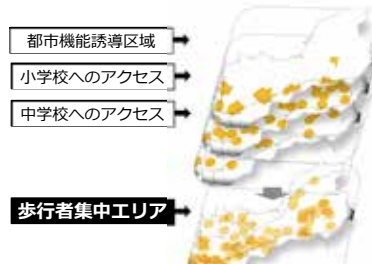 都市機能誘導区域
小学校へのアクセス
中学校へのアクセス
歩行者集中エリア